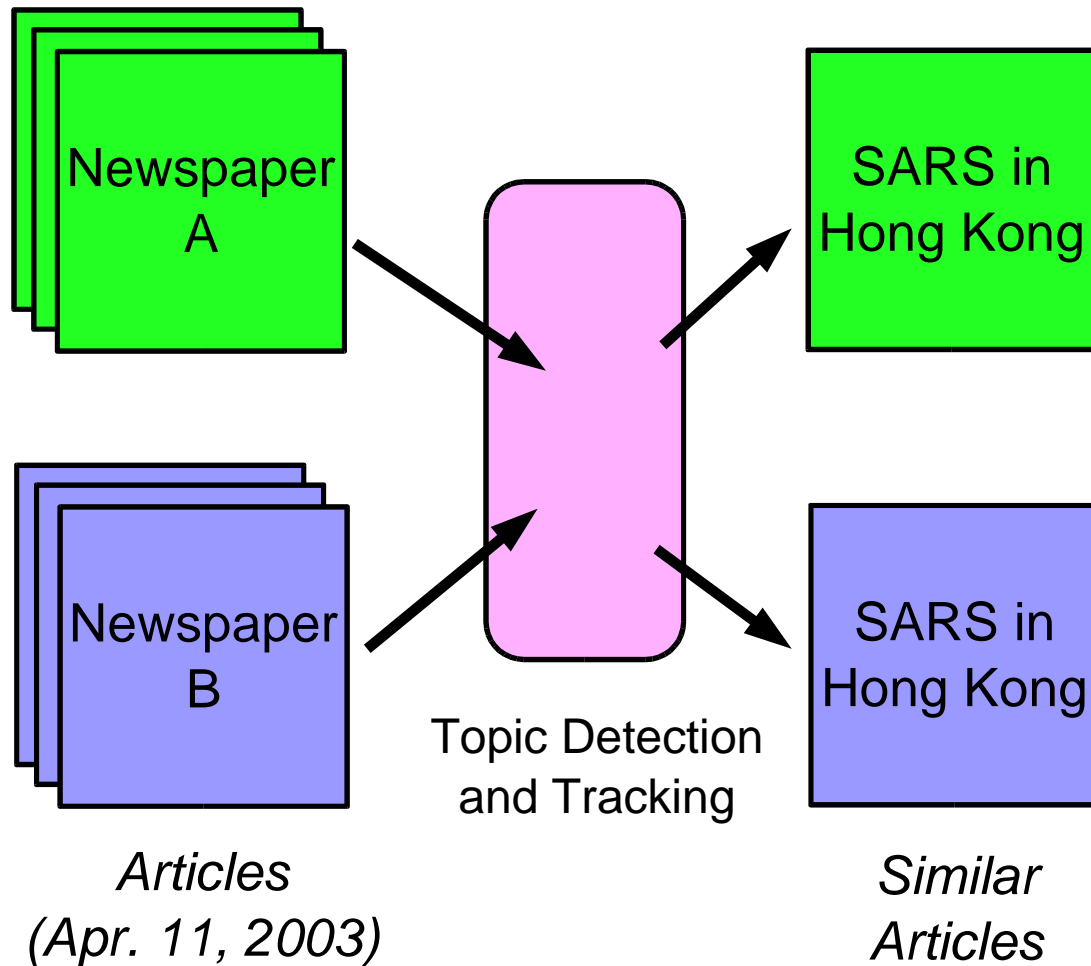 Newspaper
A
SARS in
Hong Kong
Newspaper
B
SARS in
Hong Kong
Topic Detection
and Tracking
Articles
(Apr. 11, 2003)
Similar
Articles